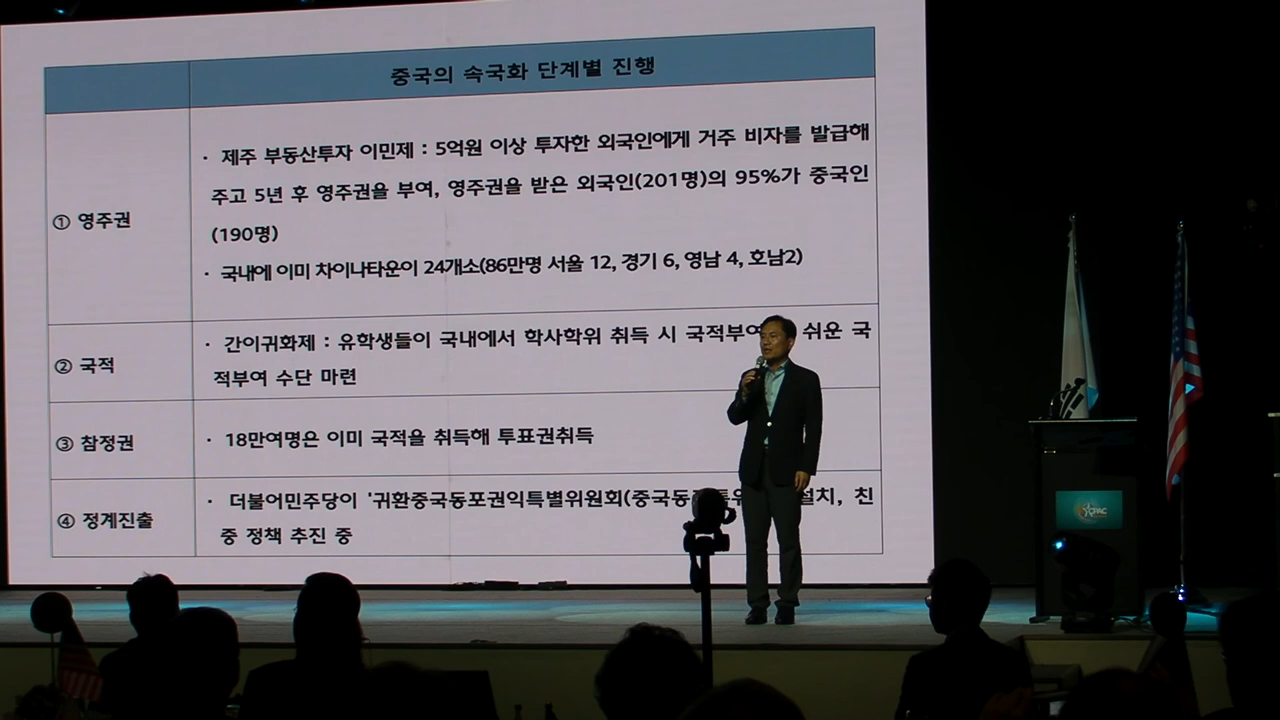 중국의 속국화 단계별 진행
① 영주권
· 제주 부동산투자 이민제 : 5억원 이상 투자한 외국인에게 거주 비자를 발급해
주고 5년 후 영주권을 부여, 영주권을 받은 외국인(201명)의 95%가 중국인
(190명)
· 국내에 이미 차이나타운이 24개소(86만명 서울 12, 경기 6, 영남 4, 호남2)
② 국적
· 간이귀화제 : 유학생들이 국내에서 학사학위 취득 시 국적부여 쉬운 국
적부여 수단 마련
③ 참정권
· 18만여명은 이미 국적을 취득해 투표권취득
④ 정계진출
· 더불어민주당이 '귀환중국동포권익특별위원회(중국동 설치, 친
중 정책 추진 중
CPAC